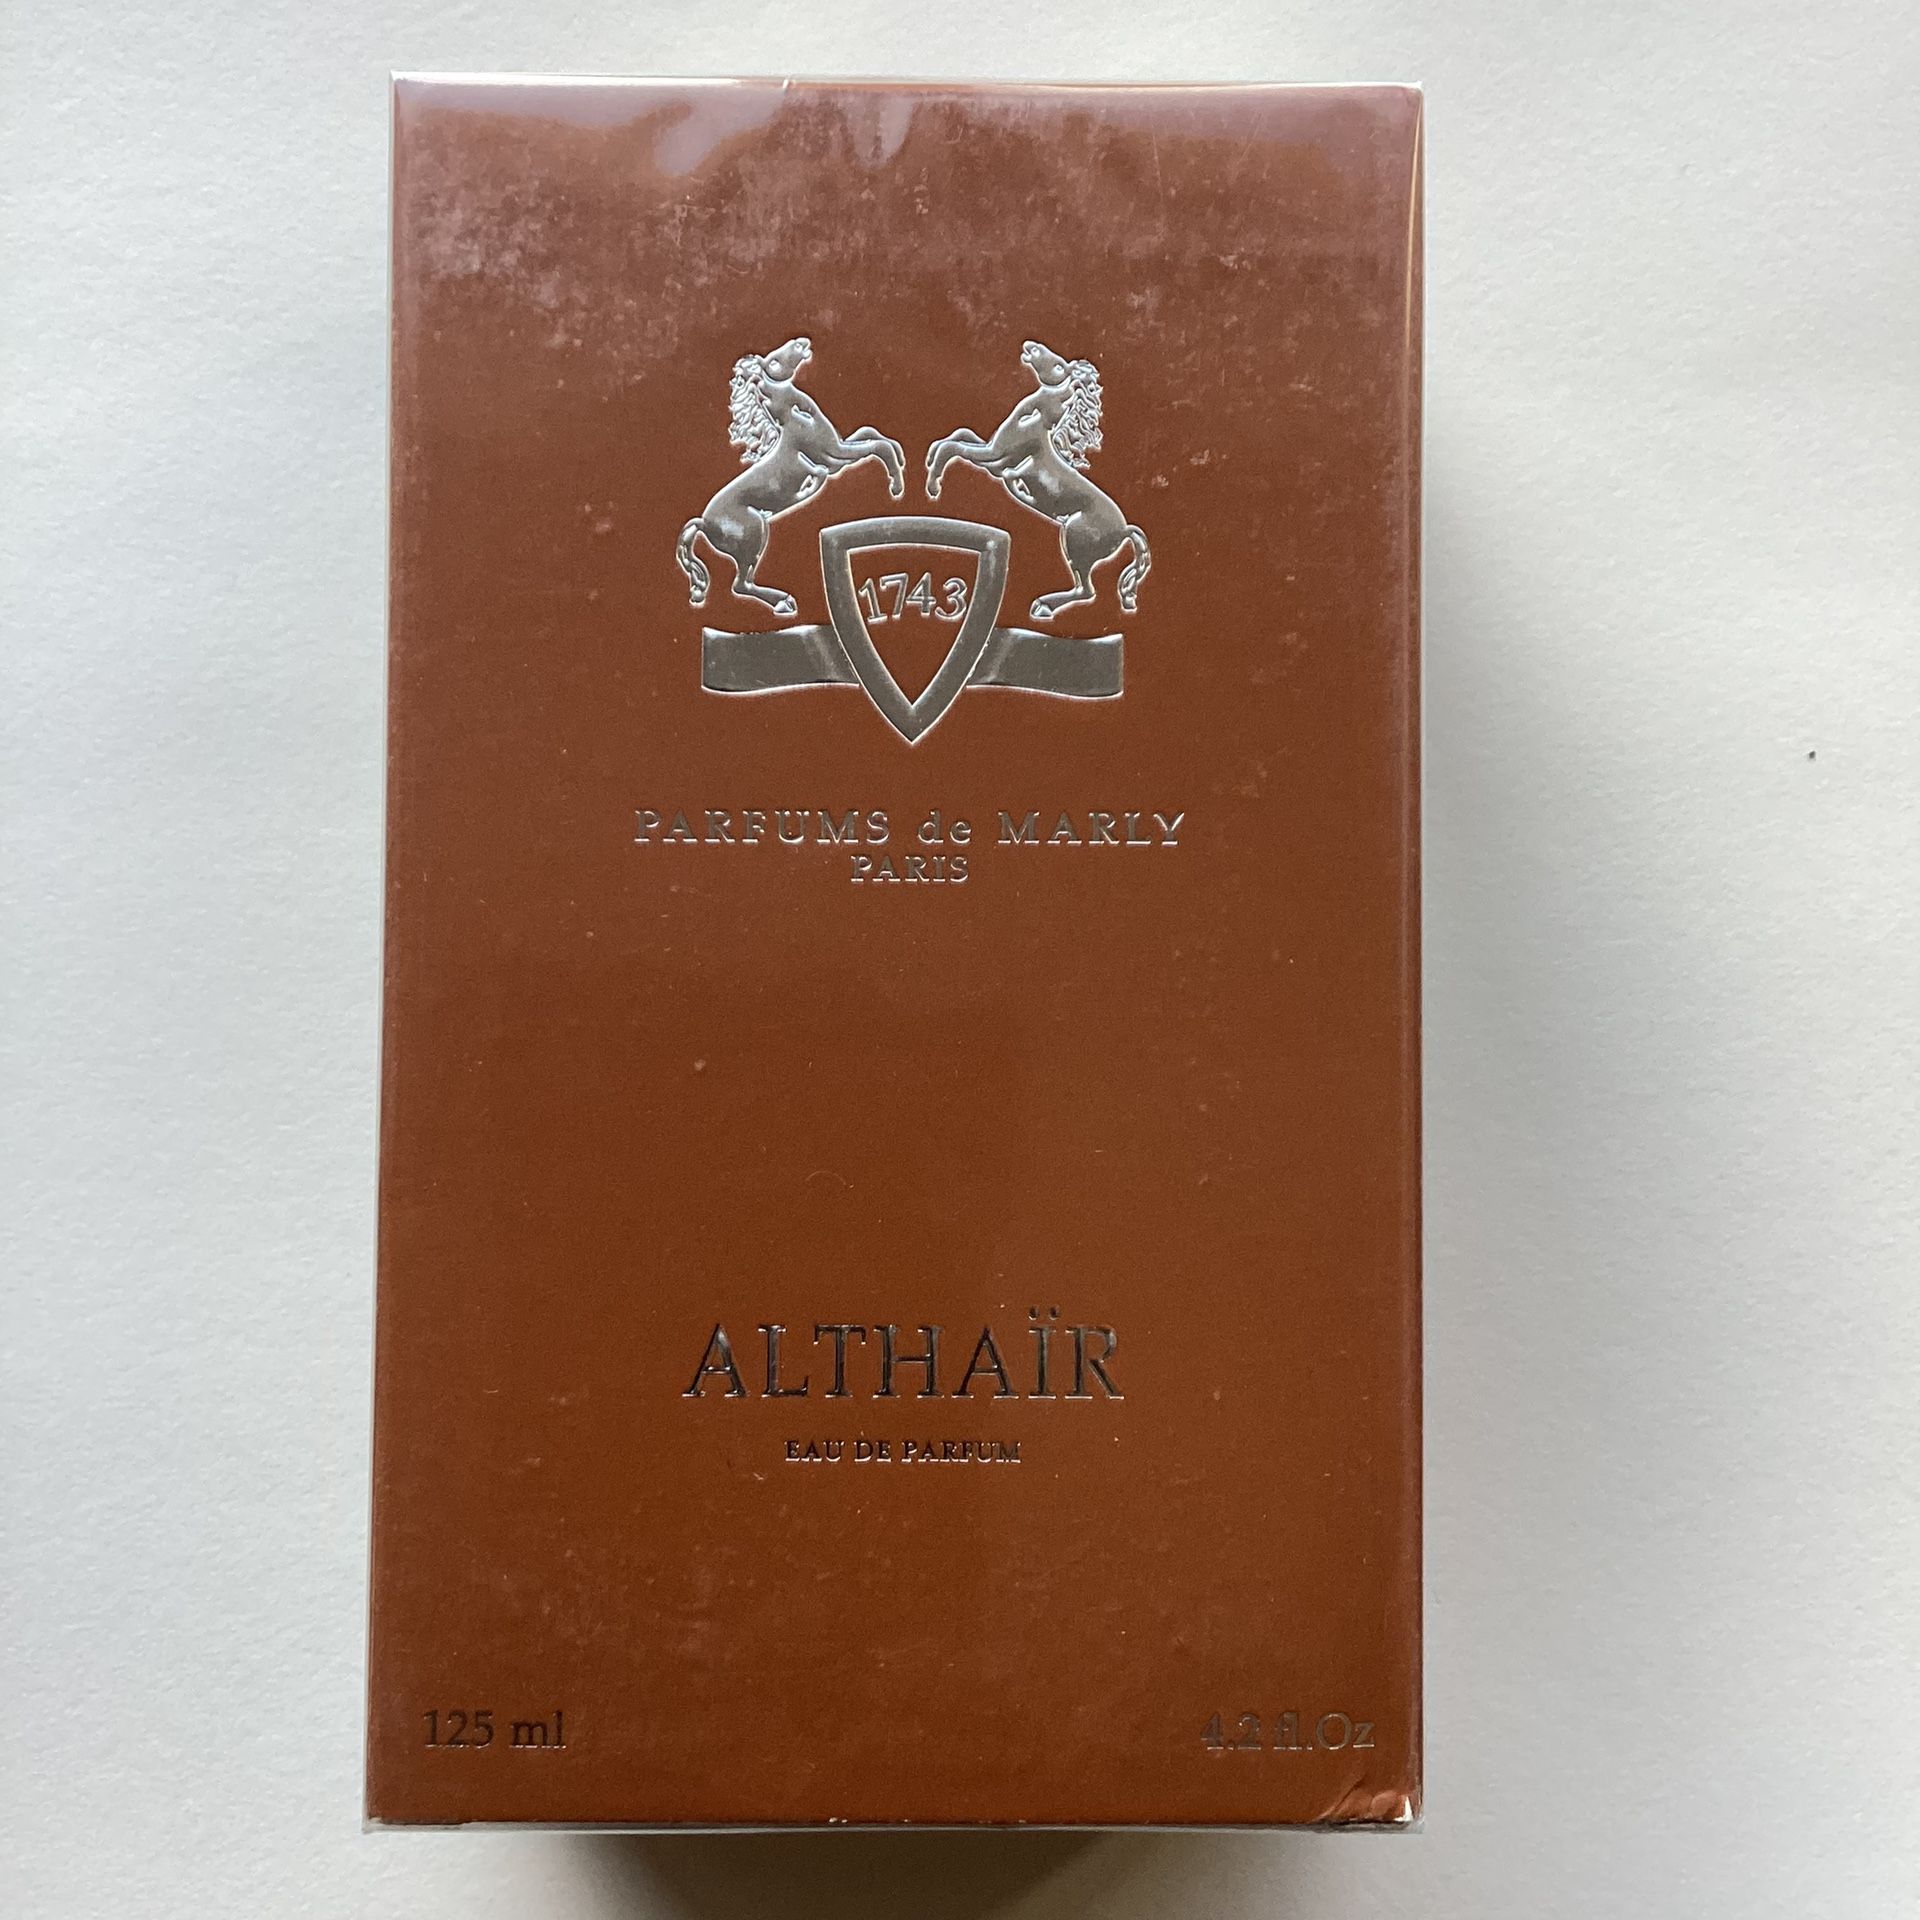 1743
PARFUMS de MARLY
PARIS
ALTHAÏR
EAU DE PARFUM
125 ml
4.2 fl.Oz